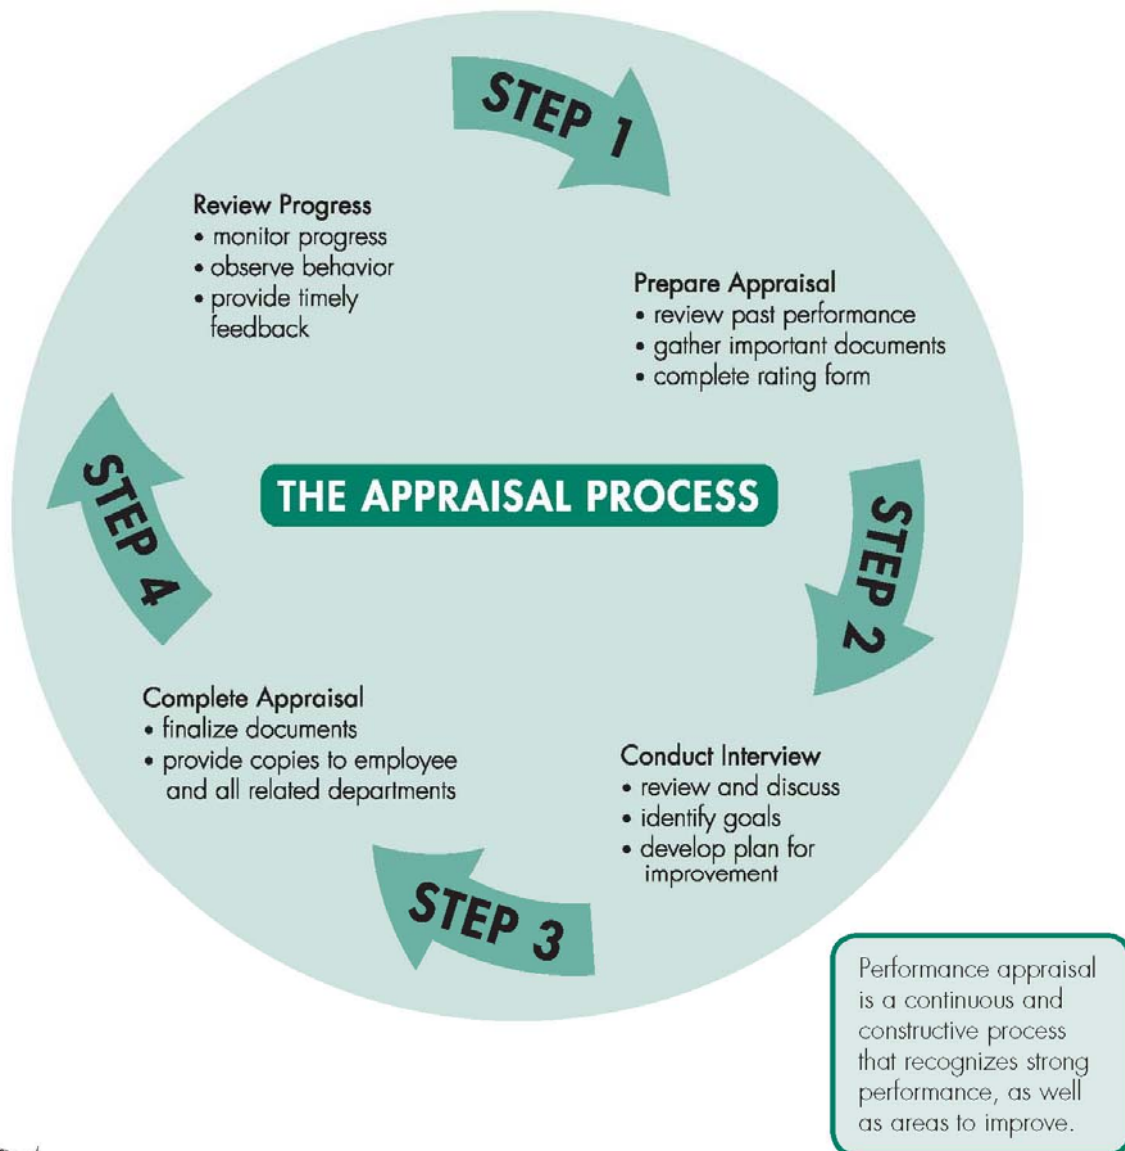 STEP 1
Review Progress
• monitor progress
• observe behavior
• provide timely
feedback
Prepare Appraisal
• review past performance
• gather important documents
• complete rating form
THE APPRAISAL PROCESS
STEP 2
STEP 4
Complete Appraisal
• finalize documents
• provide copies to employee
and all related departments
Conduct Interview
• review and discuss
• identify goals
• develop plan for
improvement
STEP 3
Performance appraisal
is a continuous and
constructive process
that recognizes strong
performance, as well
as areas to improve.